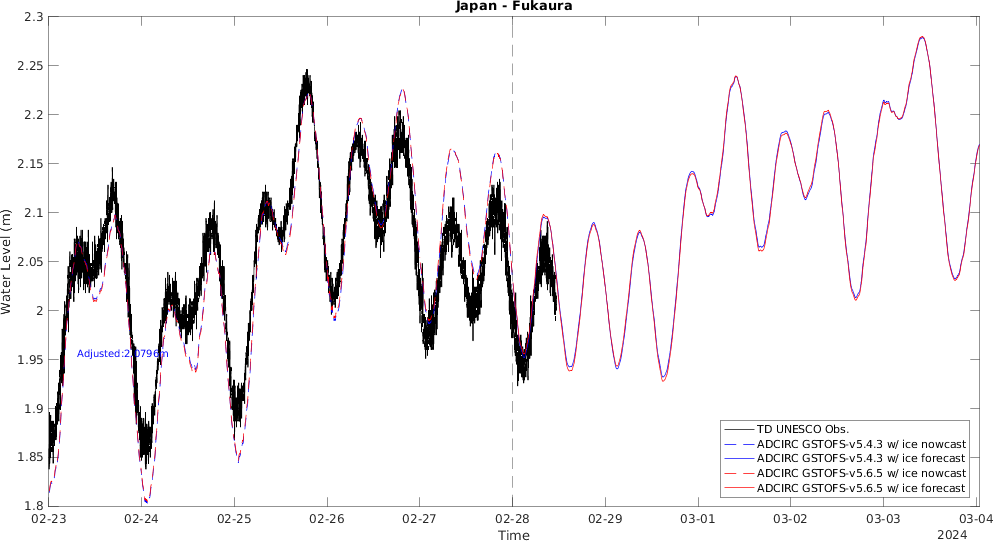 Japan - Fukaura
2.3
2.25
2.2
2.15
2.1
2.05
2
1.95
1.9
1.85
1.8
Water Level (m)
Adjusted:2.0796m
TD UNESCO Obs.
ADCIRC GSTOFS-v5.4.3 w/ ice nowcast
ADCIRC GSTOFS-v5.4.3 w/ ice forecast
ADCIRC GSTOFS-v5.6.5 w/ ice nowcast
ADCIRC GSTOFS-v5.6.5 w/ ice forecast
02-23 02-24 02-25 02-26 02-27 02-28 02-29 03-01 03-02 03-03 03-04
Time
2024